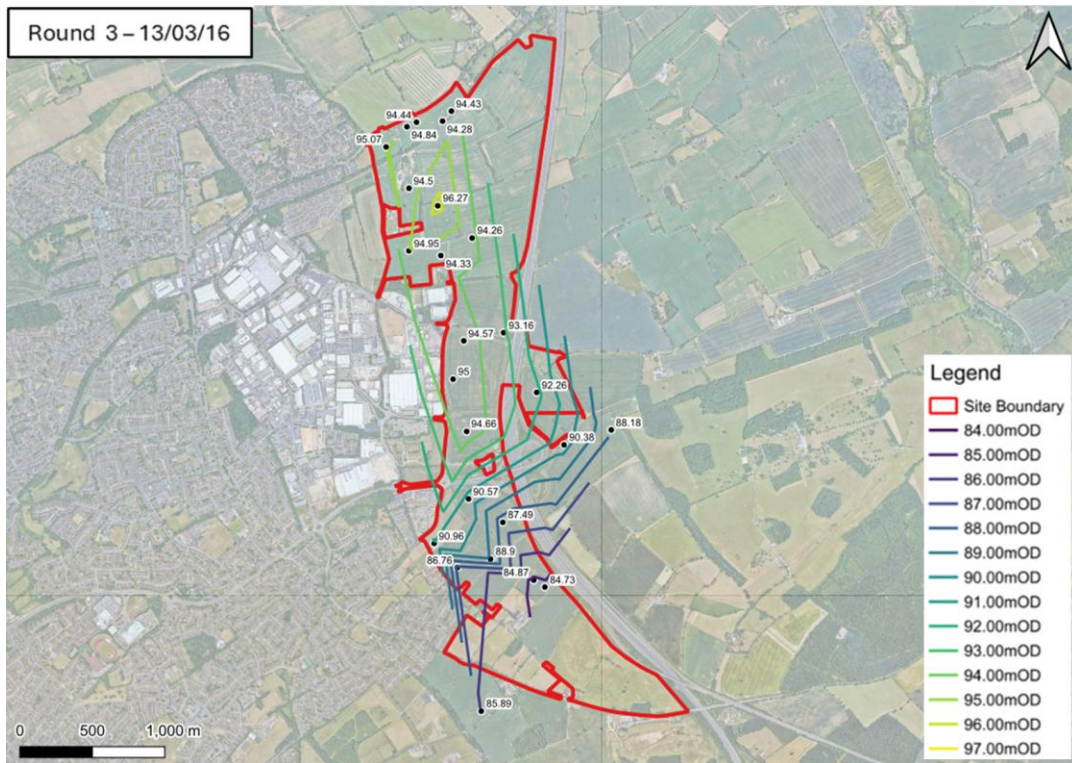 Round 3 – 13/03/16
94.43
94.44
94.28
94.84
95.07
94.5
96.27
94.26
94.95
94.33
93.16
94.57
95
92.26
94.66
88.18
90.38
90.57
87.49
90.96
88.9
86.76
84.87
84.73
85.89
0 500 1,000 m
Legend
Site Boundary
84.00mOD
85.00mOD
86.00mOD
87.00mOD
88.00mOD
89.00mOD
90.00mOD
91.00mOD
92.00mOD
93.00mOD
94.00mOD
95.00mOD
96.00mOD
97.00mOD